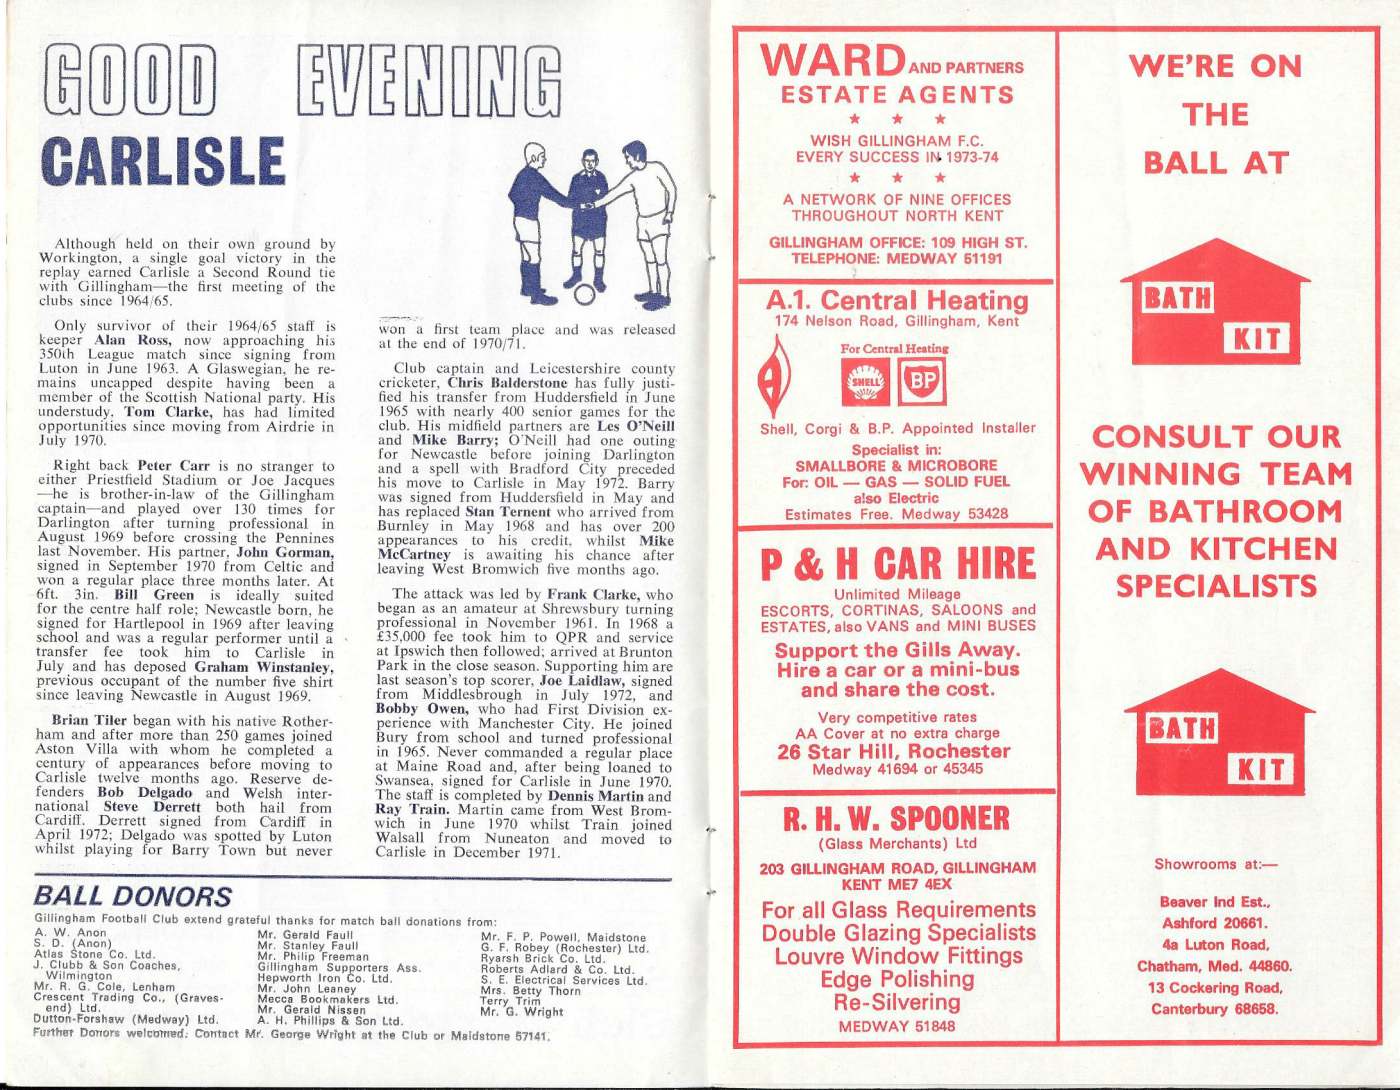 GOOD EVENING
CARLISLE
Although held on their own ground by
Workington, a single goal victory in the
replay earned Carlisle a Second Round tie
with Gillingham—the first meeting of the
clubs since 1964/65.
Only survivor of their 1964/65 staff is
keeper Alan Ross, now approaching his
350th League match since signing from
Luton in June 1963. A Glaswegian, he re-
mains uncapped despite having been a
member of the Scottish National party. His
understudy, Tom Clarke, has had limited
opportunities since moving from Airdrie in
July 1970.
Right back Peter Carr is no stranger to
either Priestfield Stadium or Joe Jacques
—he is brother-in-law of the Gillingham
captain—and played over 130 times for
Darlington after turning professional in
August 1969 before crossing the Pennines
last November. His partner, John Gorman,
signed in September 1970 from Celtic and
won a regular place three months later. At
6ft. 3in. Bill Green is ideally suited
for the centre half role; Newcastle born, he
signed for Hartlepool in 1969 after leaving
school and was a regular performer until a
transfer fee took him to Carlisle in
July and has deposed Graham Winstanley,
previous occupant of the number five shirt
since leaving Newcastle in August 1969.
Brian Tiler began with his native Rother-
ham and after more than 250 games joined
Aston Villa with whom he completed a
century of appearances before moving to
Carlisle twelve months ago. Reserve de-
fenders Bob Delgado and Welsh inter-
national Steve Derrett both hail from
Cardiff. Derrett signed from Cardiff in
April 1972; Delgado was spotted by Luton
whilst playing for Barry Town but never
won a first team place and was released
at the end of 1970/71.
Club captain and Leicestershire county
cricketer, Chris Balderstone has fully justi-
fied his transfer from Huddersfield in June
1965 with nearly 400 senior games for the
club. His midfield partners are Les O'Neill
and Mike Barry; O'Neill had one outing
for Newcastle before joining Darlington
and a spell with Bradford City preceded
his move to Carlisle in May 1972. Barry
was signed from Huddersfield in May and
has replaced Stan Ternent who arrived from
Burnley in May 1968 and has over 200
appearances to his credit, whilst Mike
McCartney is awaiting his chance after
leaving West Bromwich five months ago.
The attack was led by Frank Clarke, who
began as an amateur at Shrewsbury turning
professional in November 1961. In 1968 a
£35,000 fee took him to QPR and service
at Ipswich then followed; arrived at Brunton
Park in the close season. Supporting him are
last season's top scorer, Joe Laidlaw, signed
from Middlesbrough in July 1972, and
Bobby Owen, who had First Division ex-
perience with Manchester City. He joined
Bury from school and turned professional
in 1965. Never commanded a regular place
at Maine Road and, after being loaned to
Swansea, signed for Carlisle in June 1970.
The staff is completed by Dennis Martin and
Ray Train. Martin came from West Brom-
wich in June 1970 whilst Train joined
Walsall from Nuneaton and moved to
Carlisle in December 1971.
BALL DONORS
Gillingham Football Club extend grateful thanks for match ball donations from:
A. W. Anon
S. D. (Anon)
Atlas Stone Co. Ltd.
J. Clubb & Son Coaches,
Wilmington
Mr. R. G. Cole, Lenham
Crescent Trading Co., (Graves-
end) Ltd.
Dutton-Forshaw (Medway) Ltd.
Mr. Gerald Faull
Mr. Stanley Faull
Mr. Philip Freeman
Gillingham Supporters Ass.
Hepworth Iron Co. Ltd.
Mr. John Leaney
Mecca Bookmakers Ltd.
Mr. Gerald Nissen
A. H. Phillips & Son Ltd.
Mr. F. P. Powell, Maidstone
G. F. Robey (Rochester) Ltd.
Ryarsh Brick Co. Ltd.
Roberts Adlard & Co. Ltd.
S. E. Electrical Services Ltd.
Mrs. Betty Thorn
Terry Trim
Mr. G. Wright
Further Donors welcomed. Contact Mr. George Wright at the Club or Maidstone 57141.
WARD AND PARTNERS
ESTATE AGENTS
WISH GILLINGHAM F.C.
EVERY SUCCESS IN 1973-74
A NETWORK OF NINE OFFICES
THROUGHOUT NORTH KENT
GILLINGHAM OFFICE: 109 HIGH ST.
TELEPHONE: MEDWAY 51191
A.1. Central Heating
174 Nelson Road, Gillingham, Kent
For Central Heating
A
SHELL
BP
Shell, Corgi & B.P. Appointed Installer
Specialist in:
SMALLBORE & MICROBORE
For: OIL — GAS — SOLID FUEL
also Electric
Estimates Free. Medway 53428
P & H CAR HIRE
Unlimited Mileage
ESCORTS, CORTINAS, SALOONS and
ESTATES, also VANS and MINI BUSES
Support the Gills Away.
Hire a car or a mini-bus
and share the cost.
Very competitive rates
AA Cover at no extra charge
26 Star Hill, Rochester
Medway 41694 or 45345
R. H. W. SPOONER
(Glass Merchants) Ltd
203 GILLINGHAM ROAD, GILLINGHAM
KENT ME7 4EX
For all Glass Requirements
Double Glazing Specialists
Louvre Window Fittings
Edge Polishing
Re-Silvering
MEDWAY 51848
WE'RE ON
THE
BALL AT
BATH
KIT
CONSULT OUR
WINNING TEAM
OF BATHROOM
AND KITCHEN
SPECIALISTS
BATH
KIT
Showrooms at:—
Beaver Ind Est.,
Ashford 20661.
4a Luton Road,
Chatham, Med. 44860.
13 Cockering Road,
Canterbury 68658.